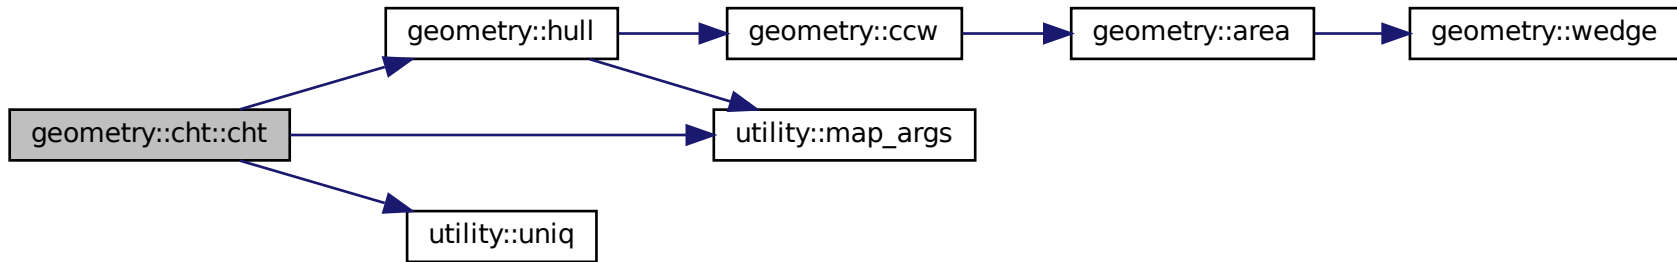 geometry::hull
geometry::ccw
geometry::area
geometry::wedge
geometry::cht::cht
utility::map_args
utility::uniq